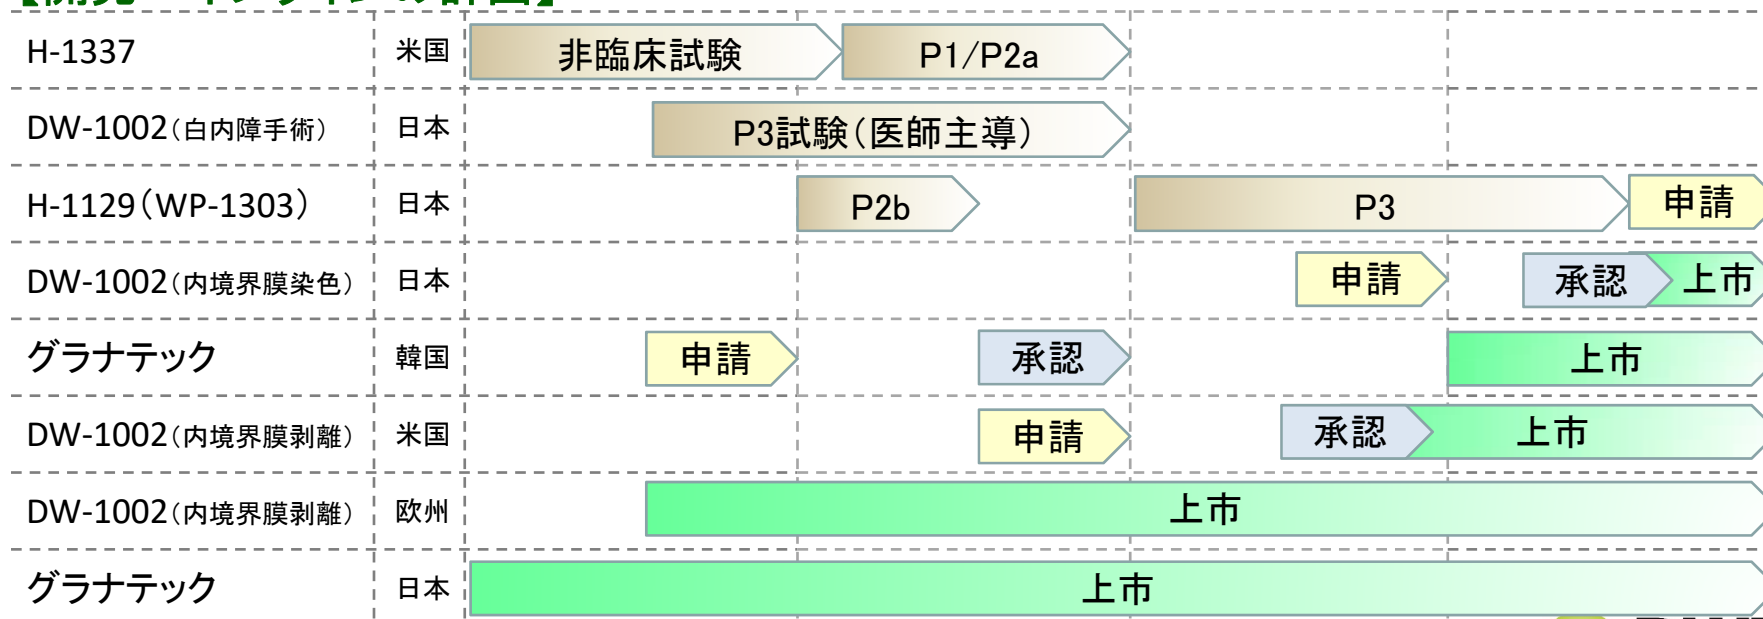 H-1337 米国 非臨床試験 P1/P2a
DW-1002(白内障手術) 日本 P3試験(医師主導)
H-1129(WP-1303) 日本 P2b P3 申請
DW-1002(内境界膜染色) 日本 申請 承認 上市
グラナテック 韓国 申請 承認 上市
DW-1002(内境界膜剥離) 米国 申請 承認 上市
DW-1002(内境界膜剥離) 欧州 上市
グラナテック 日本 上市